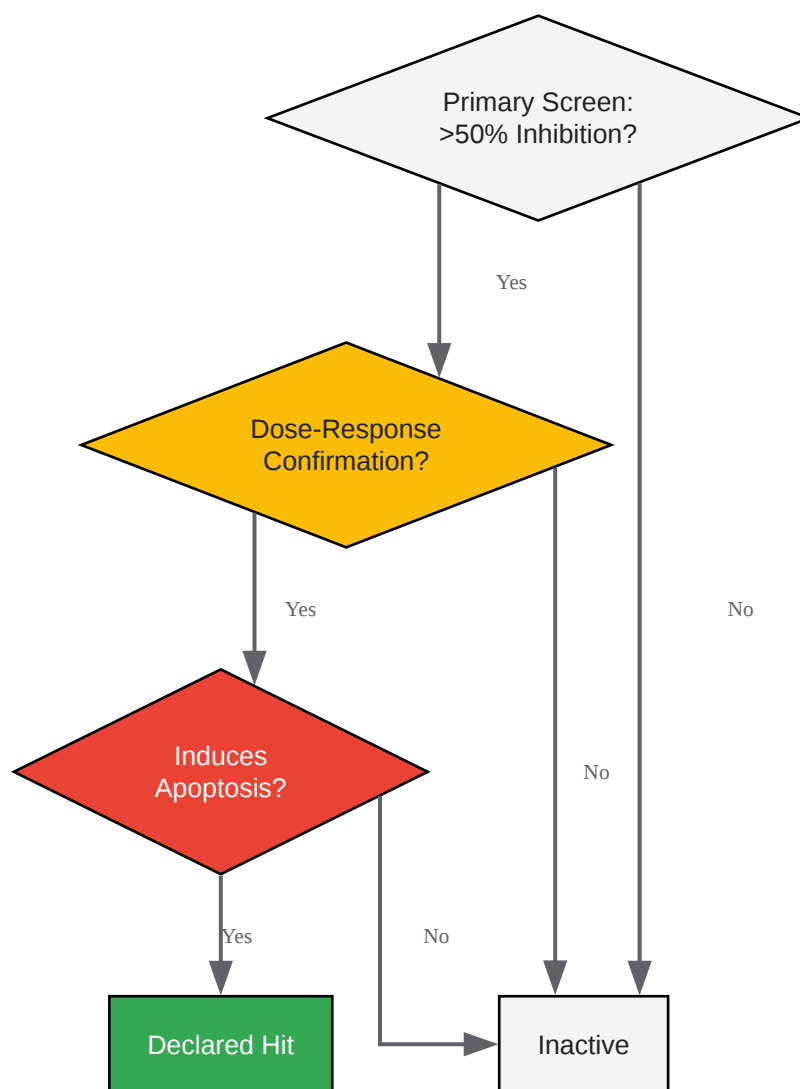 Primary Screen:
>50% Inhibition?
Yes
Dose-Response
Confirmation?
Yes
No
Induces
Apoptosis?
No
Yes
No
Declared Hit
Inactive